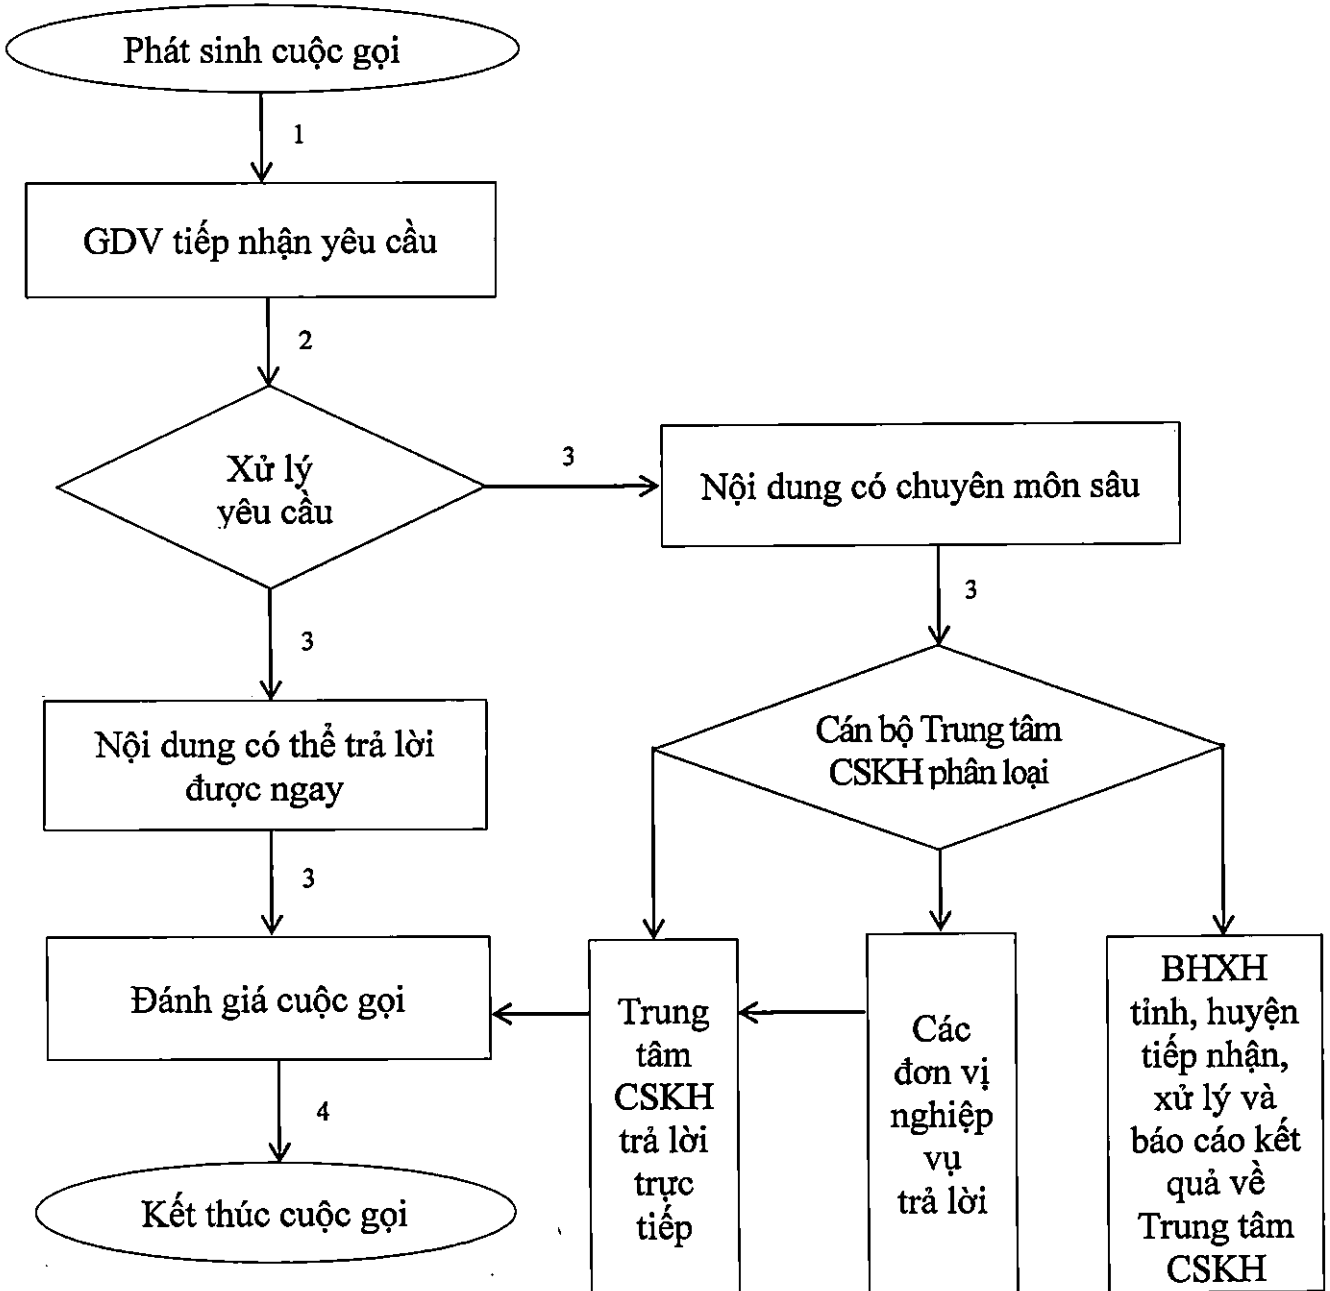 Phát sinh cuộc gọi
1
GDV tiếp nhận yêu cầu
2
Xử lý
yêu cầu
3
Nội dung có chuyên môn sâu
3
3
Nội dung có thể trả lời
được ngay
Cán bộ Trung tâm
CSKH phân loại
3
Đánh giá cuộc gọi
4
Kết thúc cuộc gọi
Trung
tâm
CSKH
trả lời
trực
tiếp
Các
đơn vị
nghiệp
vụ
trả lời
BHXH
tỉnh, huyện
tiếp nhận,
xử lý và
báo cáo kết
quả về
Trung tâm
CSKH